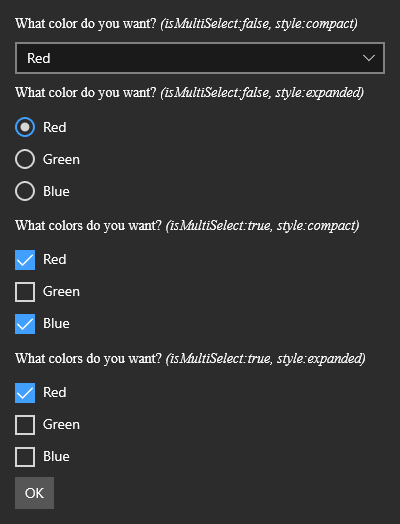 What color do you want? (isMultiSelect:false, style:compact)
Red
What color do you want? (isMultiSelect:false, style:expanded)
Red
Green
Blue
What colors do you want? (isMultiSelect:true, style:compact)
Red
Green
Blue
What colors do you want? (isMultiSelect:true, style:expanded)
Red
Green
Blue
OK